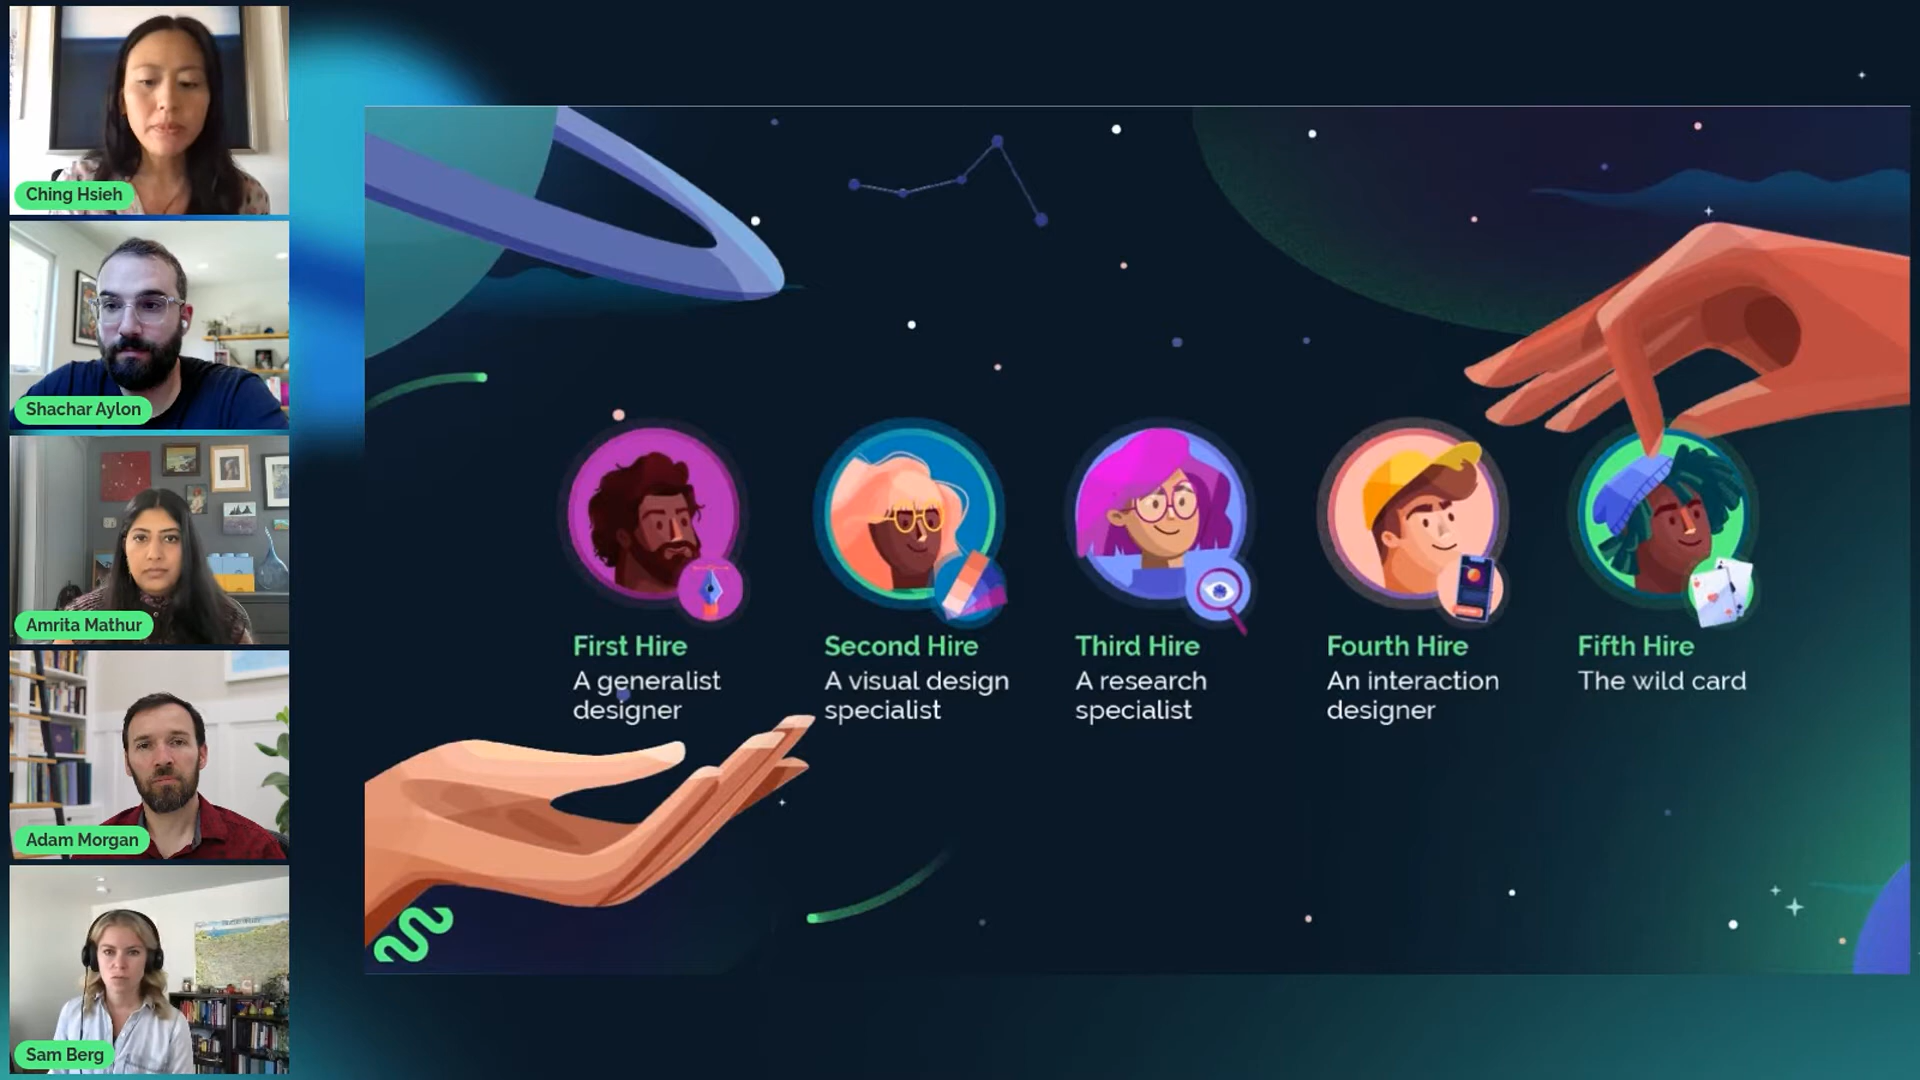 Ching Hsieh
Shachar Aylon
Amrita Mathur
Adam Morgan
Sam Berg
First Hire
A generalist
designer
Second Hire
A visual design
specialist
Third Hire
A research
specialist
Fourth Hire
An interaction
designer
Fifth Hire
The wild card